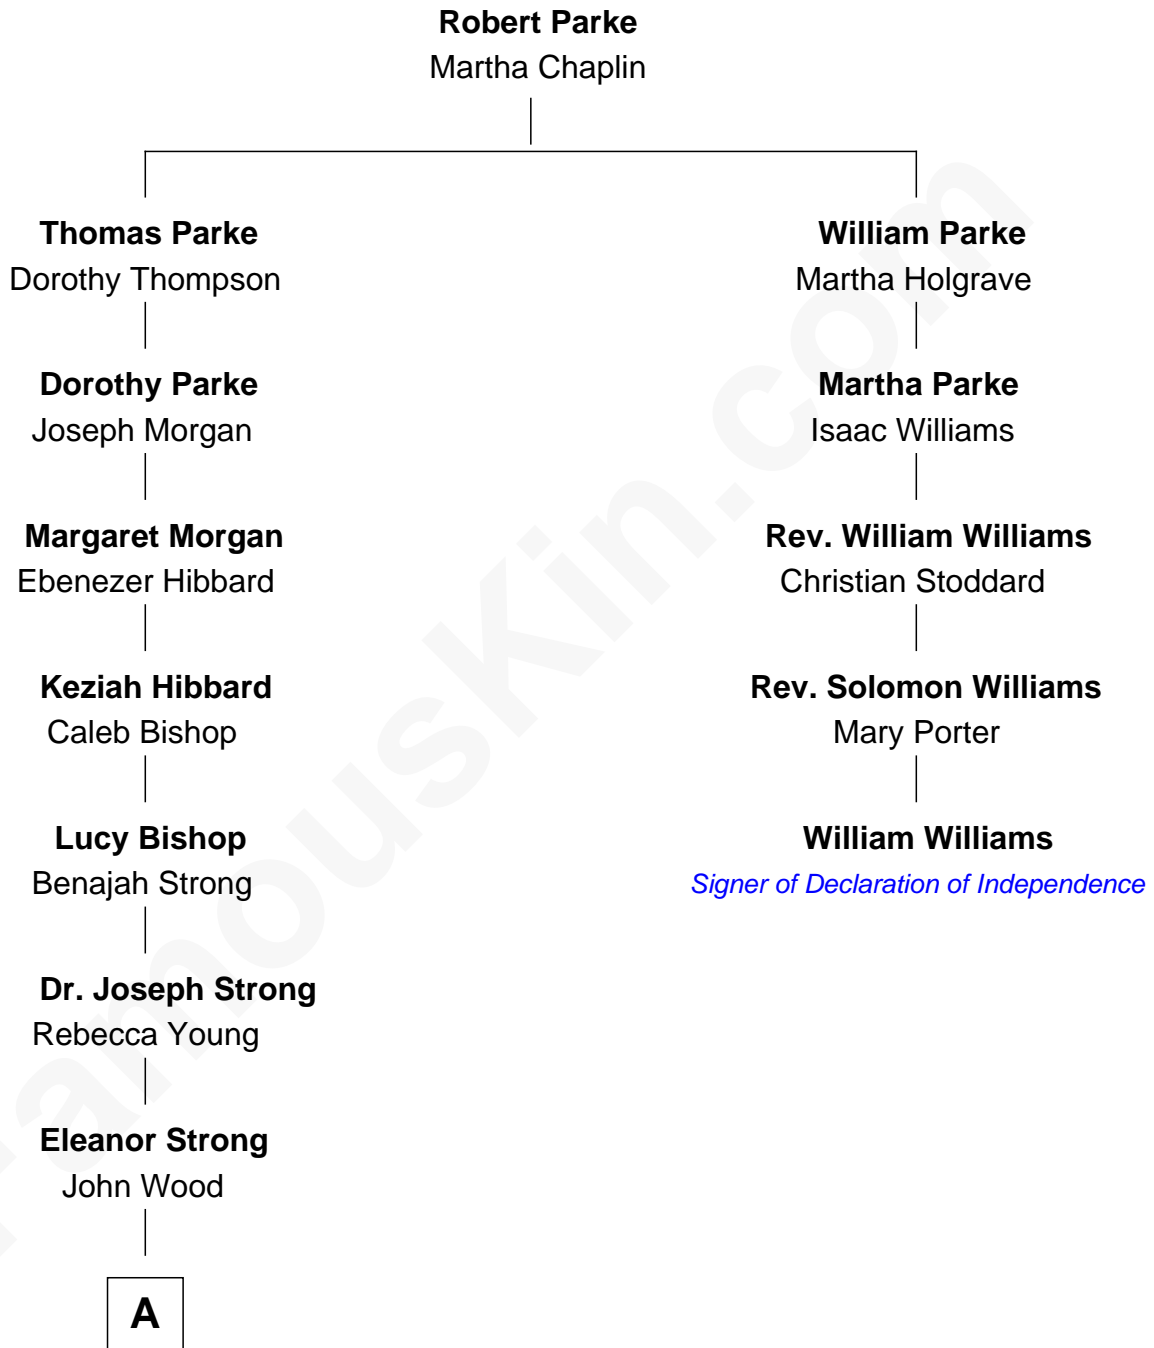 Robert Parke
Martha Chaplin
Thomas Parke
Dorothy Thompson
William Parke
Martha Holgrave
Dorothy Parke
Joseph Morgan
Martha Parke
Isaac Williams
Margaret Morgan
Ebenezer Hibbard
Rev. William Williams
Christian Stoddard
Keziah Hibbard
Caleb Bishop
Rev. Solomon Williams
Mary Porter
Lucy Bishop
Benajah Strong
William Williams
Signer of Declaration of Independence
Dr. Joseph Strong
Rebecca Young
Eleanor Strong
John Wood
A
FamousKin.com